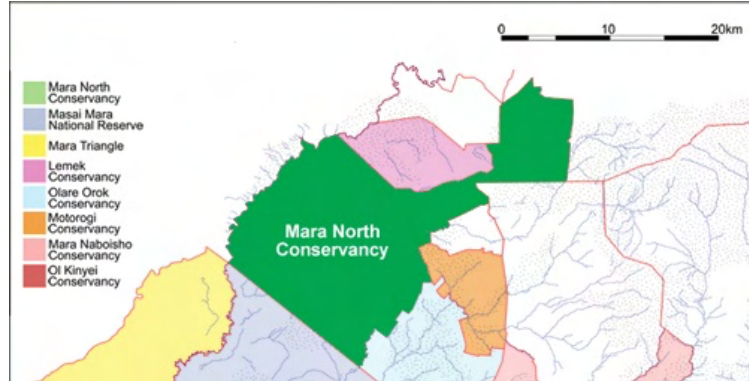 0 10 20km
Mara North
Conservancy
Masai Mara
National Reserve
Mara Triangle
Lemek
Conservancy
Olare Orok
Conservancy
Motorogi
Conservancy
Mara Naboisho
Conservancy
Ol Kinyei
Conservancy
Mara North
Conservancy